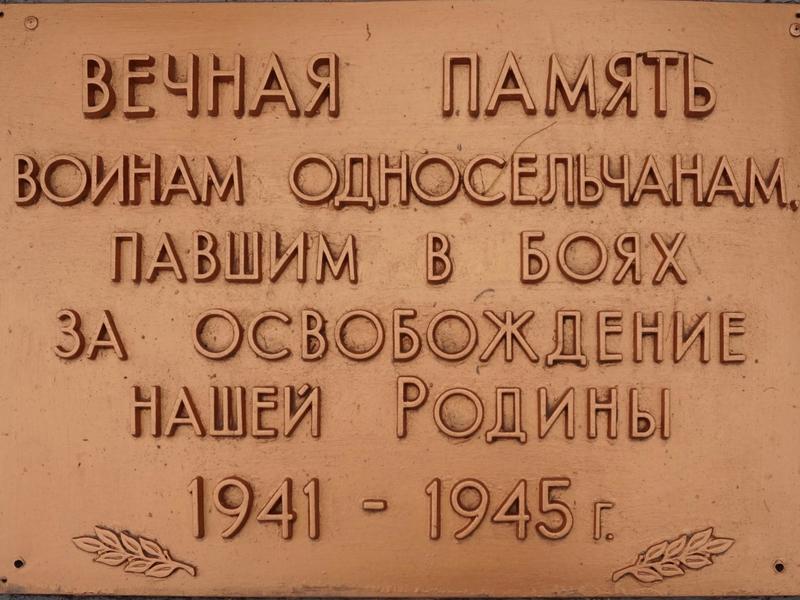 ВЕЧНАЯ ПАМЯТЬ
ВОИНАМ ОДНОСЕЛЬЧАНАМ,
ПАВШИМ В БОЯХ
ЗА ОСВОБОЖДЕНИЕ
НАШЕЙ РОДИНЫ
1941 - 1945 г.